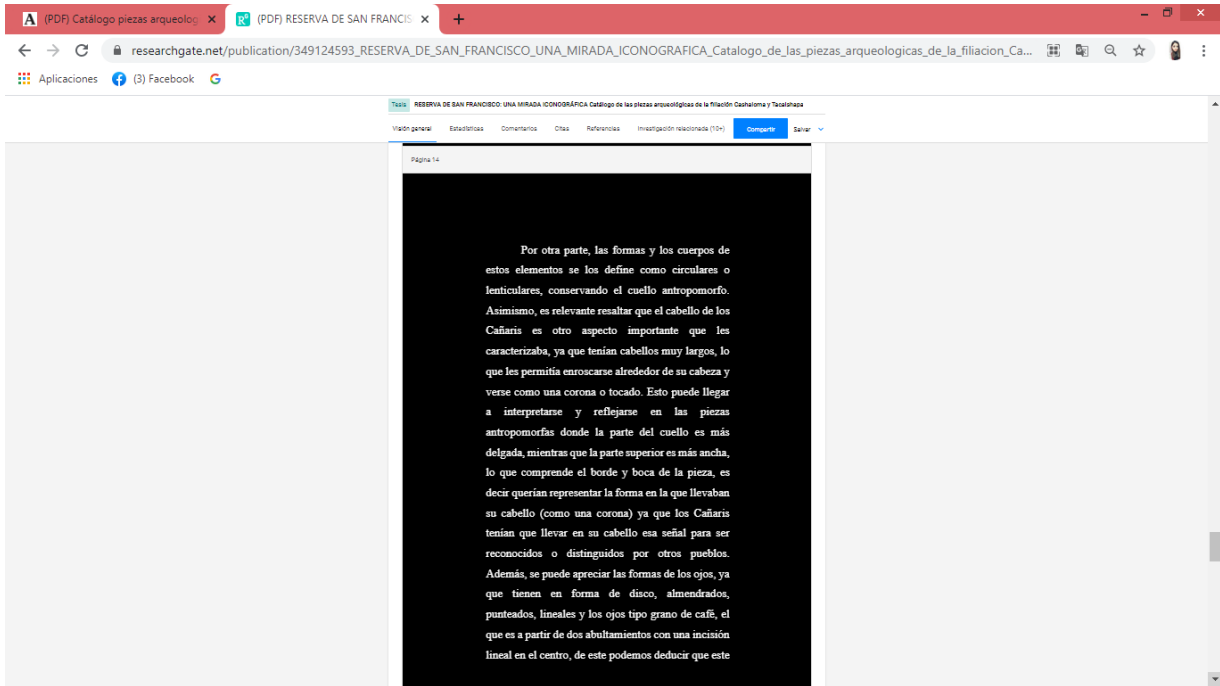 (PDF) Catálogo piezas arqueolog
(PDF) RESERVA DE SAN FRANCIS
researchgate.net/publication/349124593_RESERVA_DE_SAN_FRANCISCO_UNA_MIRADA_ICONOGRAFICA_Catalogo_de_las_piezas_arqueologicas_de_la_filiacion_Ca...
Aplicaciones (3) Facebook
Tesis RESERVA DE SAN FRANCISCO: UNA MIRADA ICONOGRÁFICA Catálogo de las piezas arqueológicas de la filiación Cashaloma y Tacalshapa
Visión general Estadísticas Comentarios Citas Referencias Investigación relacionada (10+) Compartir Salvar
Página 14
Por otra parte, las formas y los cuerpos de
estos elementos se los define como circulares o
lenticulares, conservando el cuello antropomorfo.
Asimismo, es relevante resaltar que el cabello de los
Cañaris es otro aspecto importante que les
caracterizaba, ya que tenían cabellos muy largos, lo
que les permitía enroscarse alrededor de su cabeza y
verse como una corona o tocado. Esto puede llegar
a interpretarse y reflejarse en las piezas
antropomorfas donde la parte del cuello es más
delgada, mientras que la parte superior es más ancha,
lo que comprende el borde y boca de la pieza, es
decir querían representar la forma en la que llevaban
su cabello (como una corona) ya que los Cañaris
tenían que llevar en su cabello esa señal para ser
reconocidos o distinguidos por otros pueblos.
Además, se puede apreciar las formas de los ojos, ya
que tienen en forma de disco, almendrados,
punteados, lineales y los ojos tipo grano de café, el
que es a partir de dos abultamientos con una incisión
lineal en el centro, de este podemos deducir que este